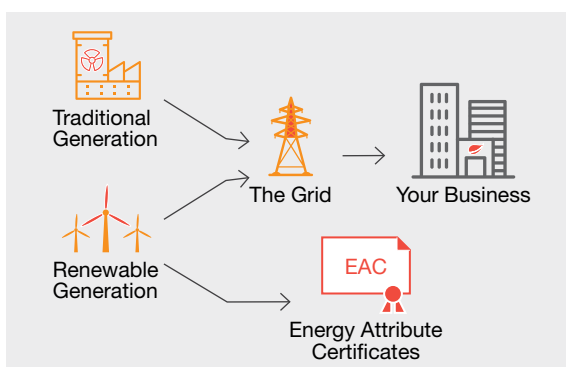 Traditional
Generation
The Grid
Your Business
Renewable
Generation
EAC
Energy Attribute
Certificates